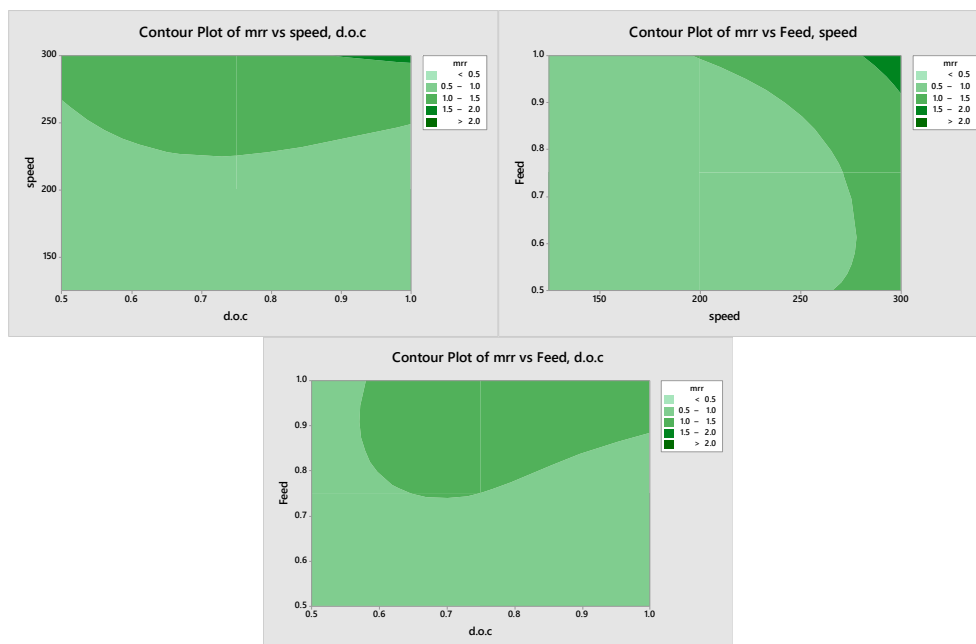 Contour Plot of mrr vs speed, d.o.c
300
250
200
150
speed
0.5 0.6 0.7 0.8 0.9 1.0
d.o.c
mrr
< 0.5
0.5 – 1.0
1.0 – 1.5
1.5 – 2.0
> 2.0
Contour Plot of mrr vs Feed, speed
1.0
0.9
0.8
0.7
0.6
0.5
Feed
150 200 250 300
speed
mrr
< 0.5
0.5 – 1.0
1.0 – 1.5
1.5 – 2.0
> 2.0
Contour Plot of mrr vs Feed, d.o.c
1.0
0.9
0.8
0.7
0.6
0.5
Feed
0.5 0.6 0.7 0.8 0.9 1.0
d.o.c
mrr
< 0.5
0.5 – 1.0
1.0 – 1.5
1.5 – 2.0
> 2.0